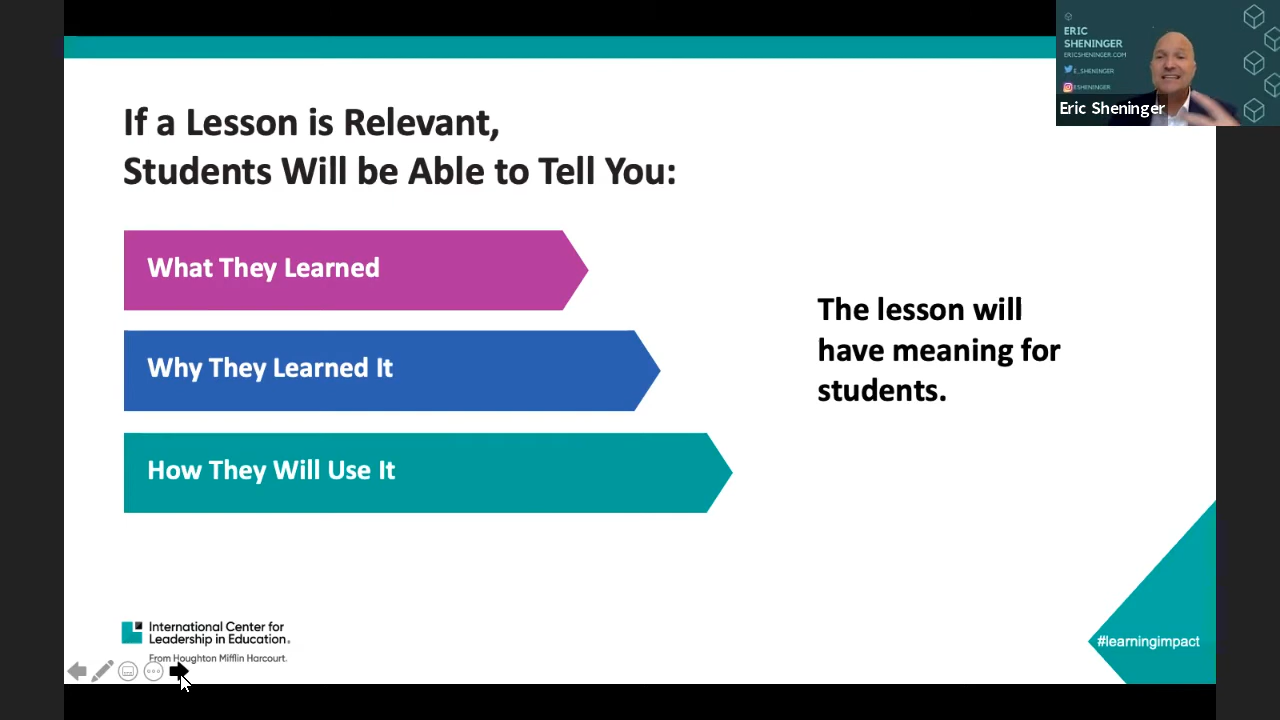 If a Lesson is Relevant,
Students Will be Able to Tell You:
What They Learned
Why They Learned It
How They Will Use It
The lesson will
have meaning for
students.
International Center for
Leadership in Education.
From Houghton Mifflin Harcourt.
#learningimpact
ERIC
SHENINGER
ERICSHENINGER.COM
E_SHENINGER
ESHENINGER
Eric Sheninger